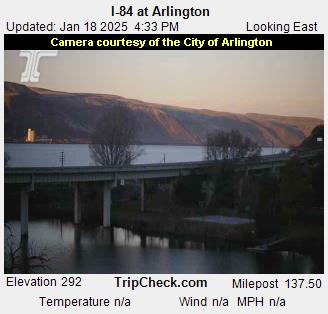 I-84 at Arlington
Updated: Jan 18 2025 4:33 PM Looking East
Camera courtesy of the City of Arlington
Elevation 292 TripCheck.com Milepost 137.50
Temperature n/a Wind n/a MPH n/a